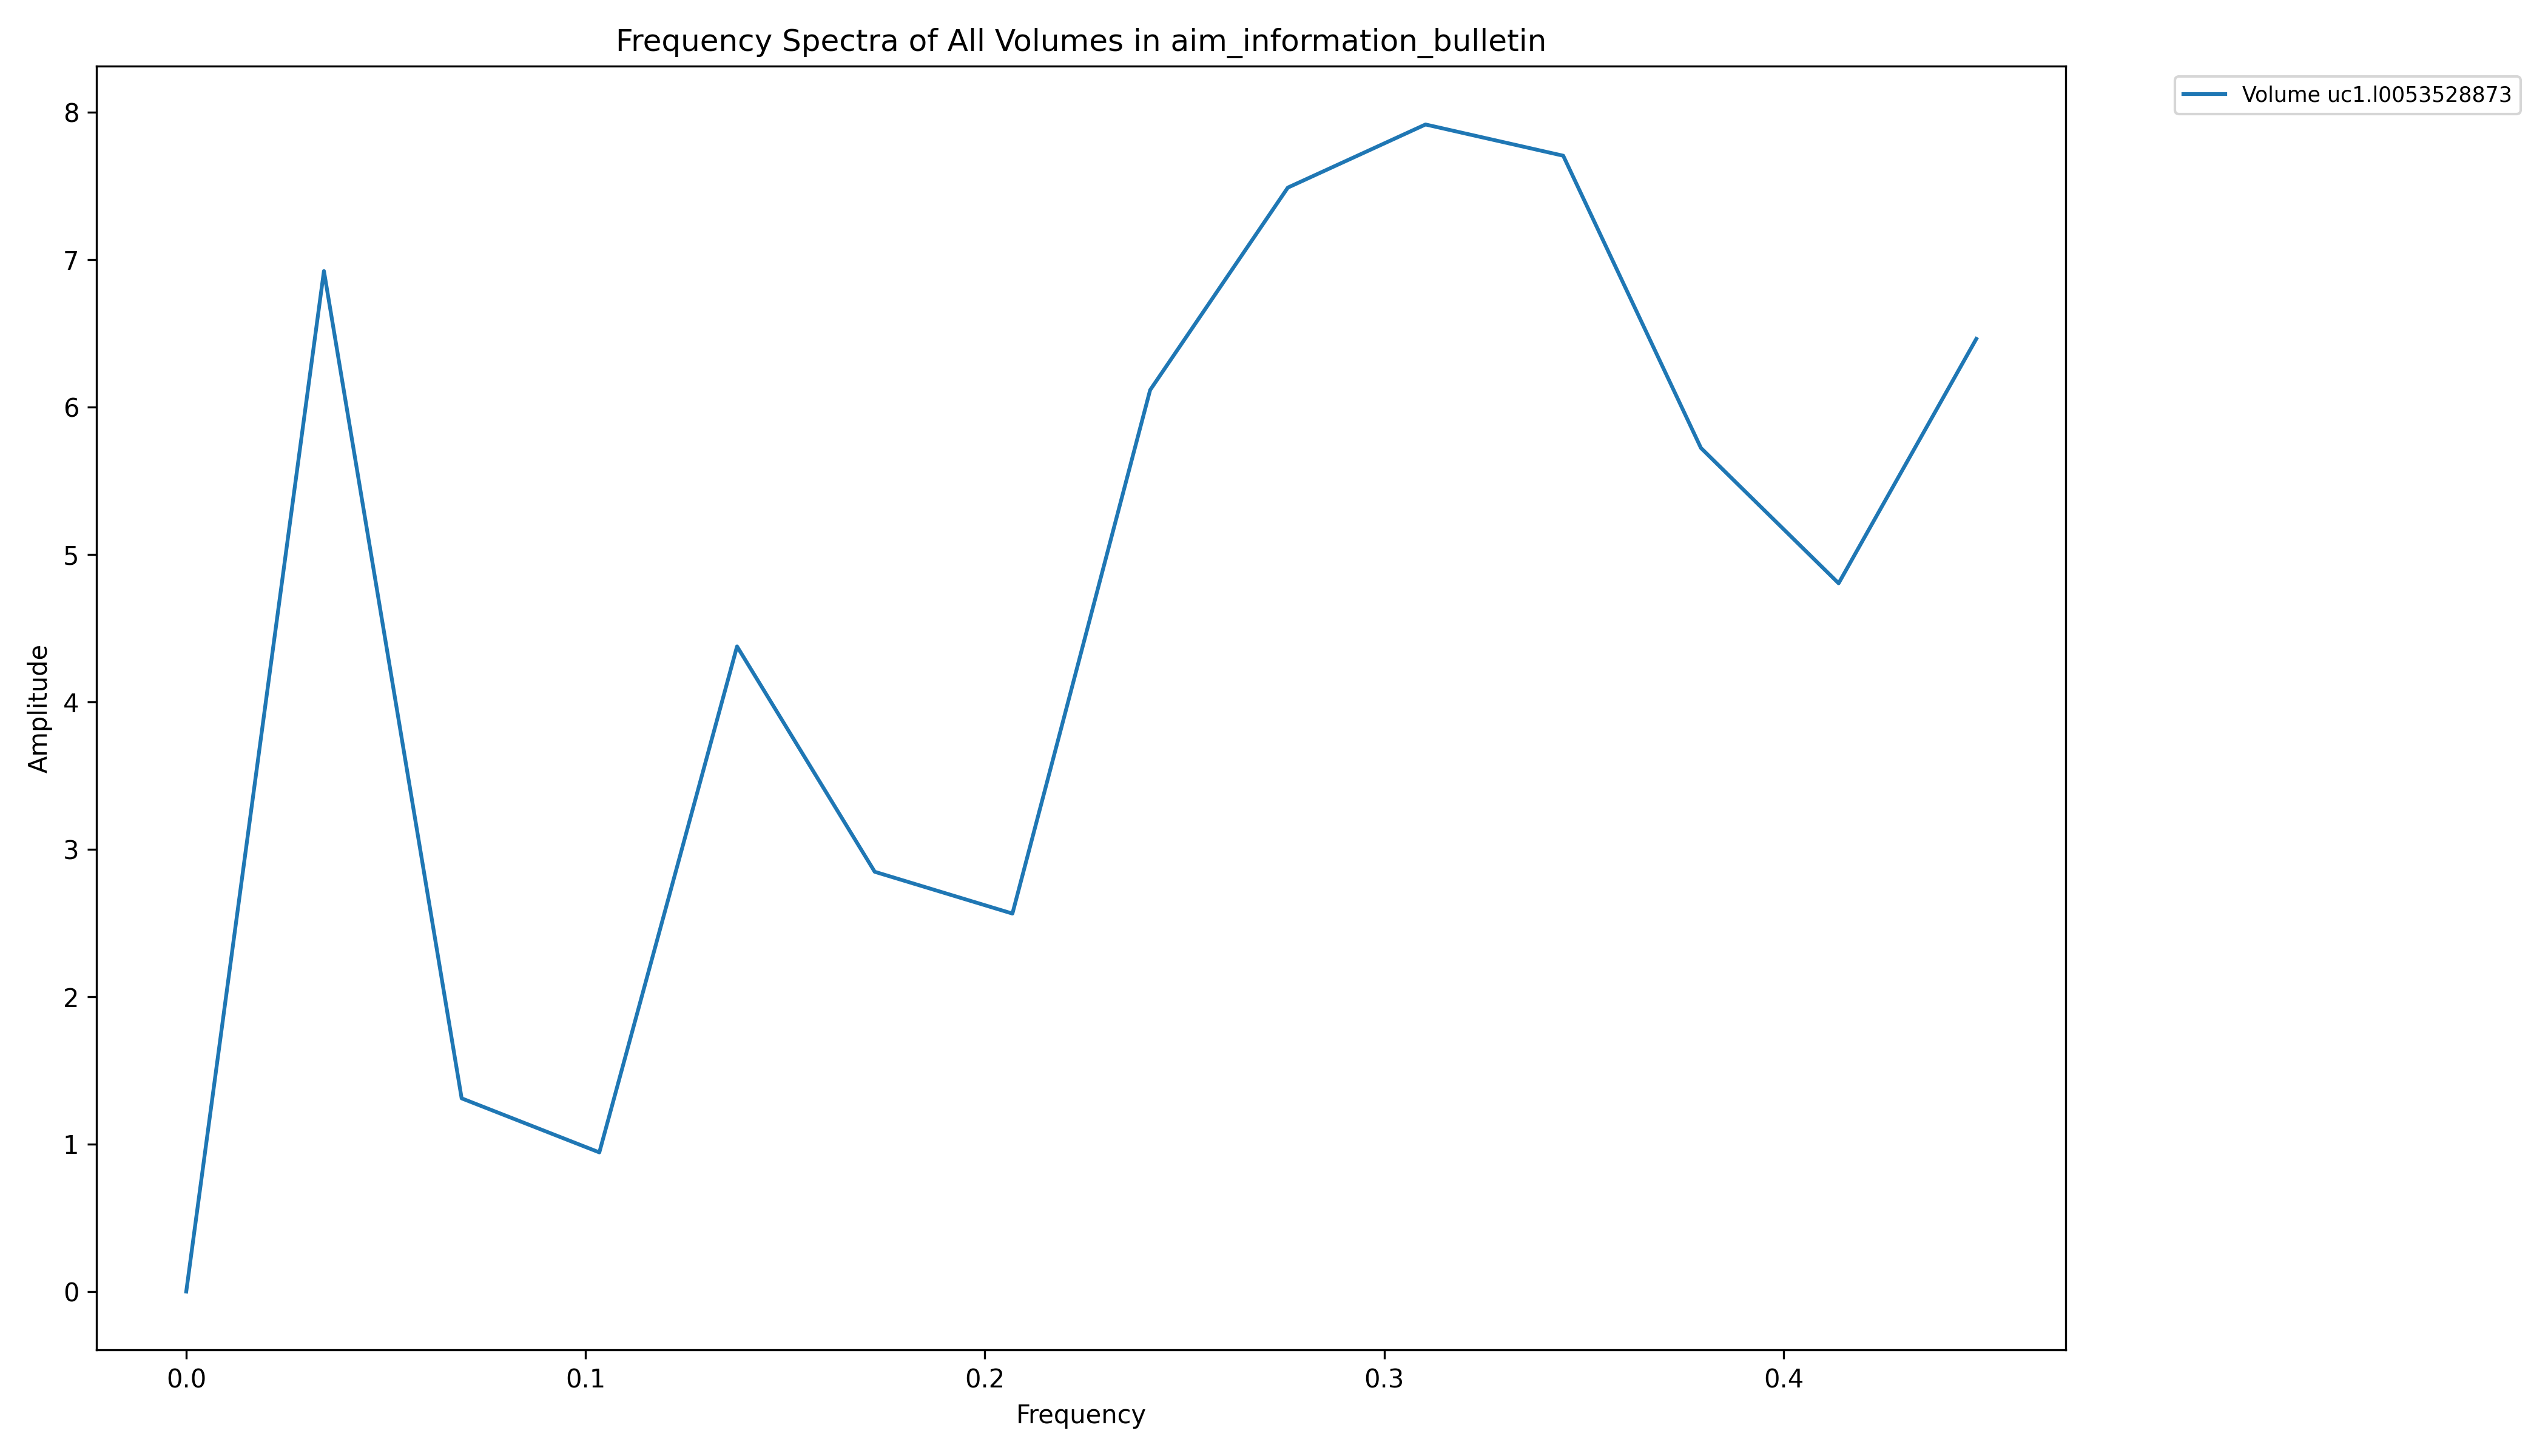 Frequency Spectra of All Volumes in aim_information_bulletin
Volume uc1.l0053528873
Amplitude
8
7
6
5
4
3
2
1
0
0.0 0.1 0.2 0.3 0.4
Frequency